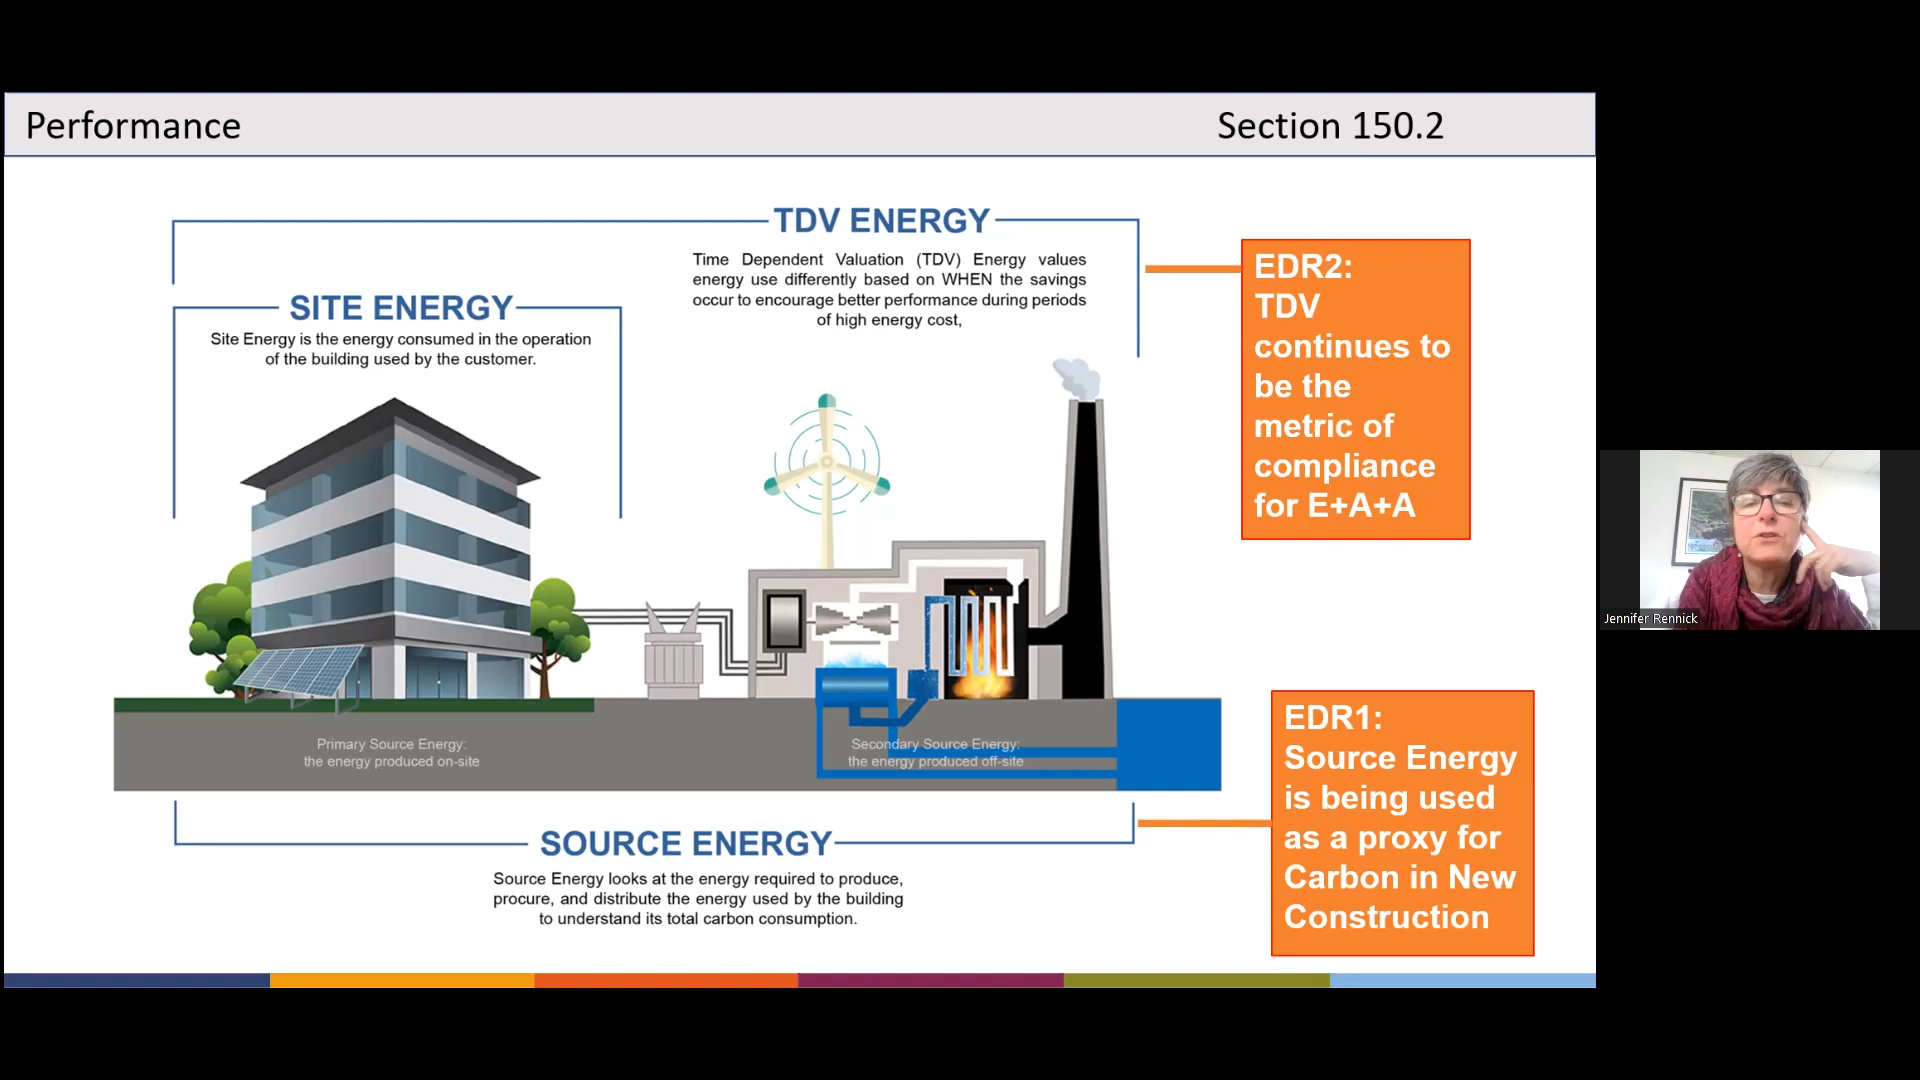 Performance
Section 150.2
TDV ENERGY
Time Dependent Valuation (TDV) Energy values
energy use differently based on WHEN the savings
occur to encourage better performance during periods
of high energy cost,
SITE ENERGY
Site Energy is the energy consumed in the operation
of the building used by the customer.
EDR2:
TDV
continues to
be the
metric of
compliance
for E+A+A
Jennifer Rennick
Primary Source Energy:
the energy produced on-site
Secondary Source Energy:
the energy produced off-site
EDR1:
Source Energy
is being used
as a proxy for
Carbon in New
Construction
SOURCE ENERGY
Source Energy looks at the energy required to produce,
procure, and distribute the energy used by the building
to understand its total carbon consumption.